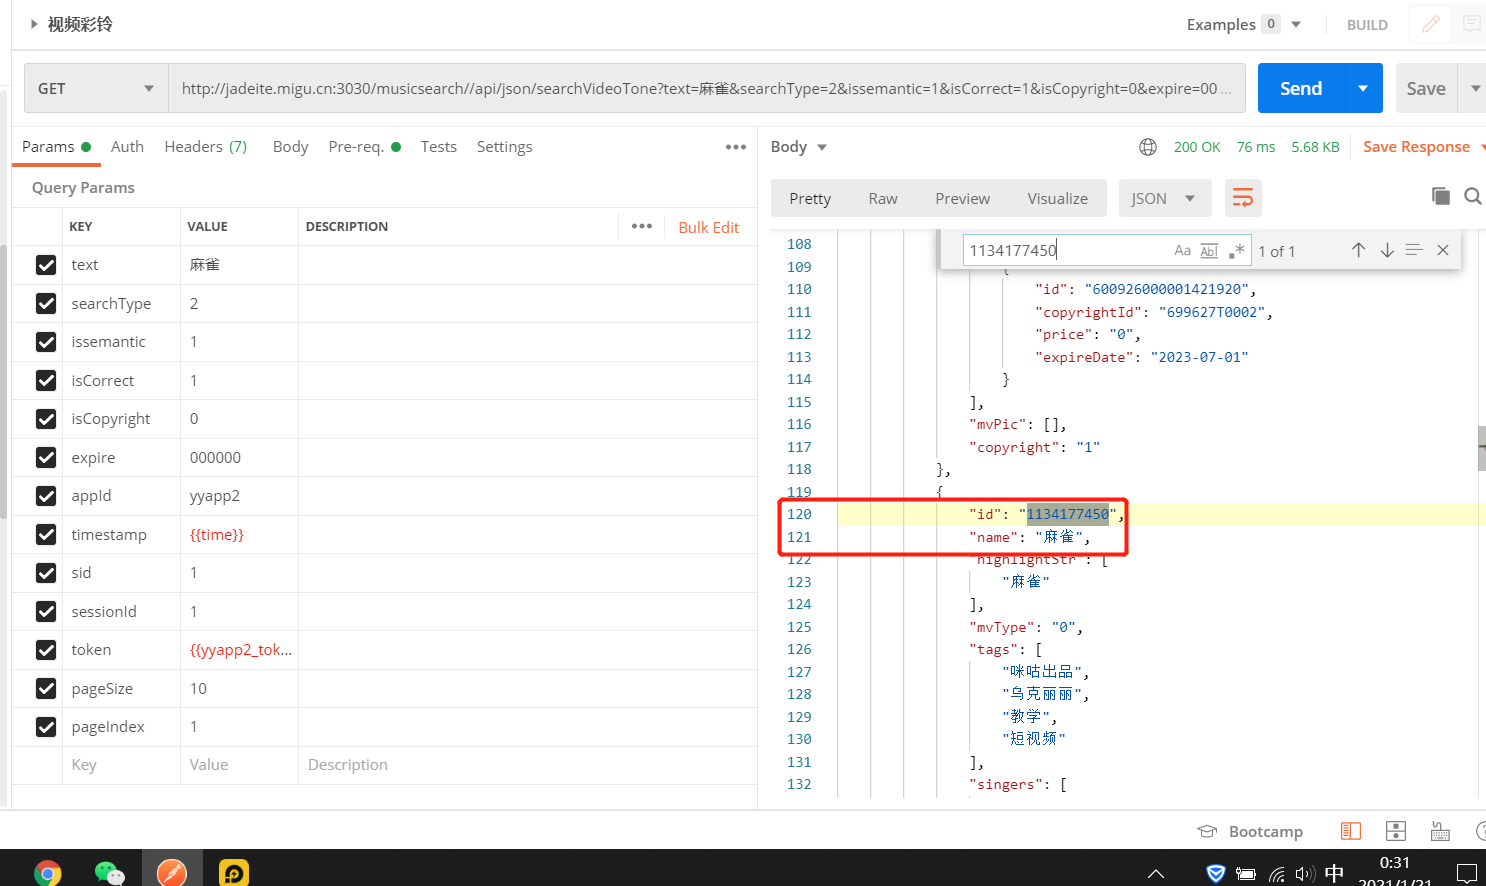 视频彩铃
Examples 0
BUILD
GET
http://jadeite.migu.cn:3030/musicsearch//api/json/searchVideoTone?text=麻雀&searchType=2&issemantic=1&isCorrect=1&isCopyright=0&expire=00 ...
Send
Save
Params
Auth
Headers (7)
Body
Pre-req.
Tests
Settings
Query Params
KEY VALUE DESCRIPTION
Bulk Edit
text 麻雀
searchType 2
issemantic 1
isCorrect 1
isCopyright 0
expire 000000
appId yyapp2
timestamp {{time}}
sid 1
sessionId 1
token {{yyapp2_tok...
pageSize 10
pageIndex 1
Key Value Description
Body
200 OK 76 ms 5.68 KB
Save Response
Pretty Raw Preview Visualize JSON
1134177450 Aa Abl .* 1 of 1
108
109 {
110 "id": "600926000001421920",
111 "copyrightId": "699627T0002",
112 "price": "0",
113 "expireDate": "2023-07-01"
114 }
115 ],
116 "mvPic": [],
117 "copyright": "1"
118 },
119 {
120 "id": "1134177450",
121 "name": "麻雀",
122 "highlightStr": [
123 "麻雀"
124 ],
125 "mvType": "0",
126 "tags": [
127 "咪咕出品",
128 "乌克丽丽",
129 "教学",
130 "短视频"
131 ],
132 "singers": [
Bootcamp
中
0:31
2021/1/21